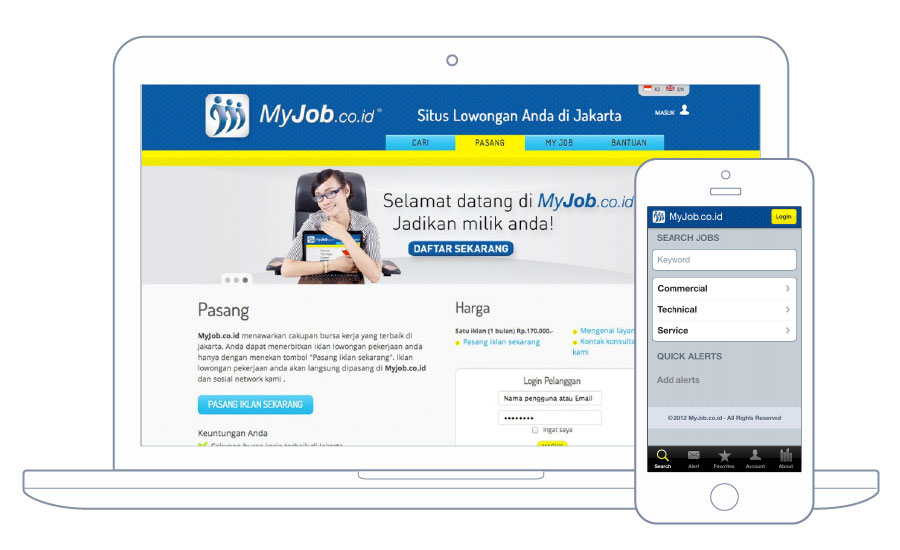 ID EN
MyJob.co.id®
Situs Lowongan Anda di Jakarta
MASUK
CARI PASANG MY JOB BANTUAN
Selamat datang di MyJob.co.id
Jadikan milik anda!
DAFTAR SEKARANG
Pasang
MyJob.co.id menawarkan cakupan bursa kerja yang terbaik di
Jakarta. Anda dapat menerbitkan iklan lowongan pekerjaan anda
hanya dengan menekan tombol "Pasang iklan sekarang". Iklan
lowongan pekerjaan anda akan langsung dipasang di MyJob.co.id
dan sosial network kami .
PASANG IKLAN SEKARANG
Keuntungan Anda
Cakupan bursa kerja terbaik di Jakarta
Harga
Satu iklan (1 bulan) Rp.170,000.-
Pasang iklan sekarang
Mengenai layan
Kontak konsulta
kami
Login Pelanggan
Nama pengguna atau Email
••••••••
Ingat saya
MyJob.co.id
Login
SEARCH JOBS
Keyword
Commercial
Technical
Service
QUICK ALERTS
Add alerts
©2012 MyJob.co.id - All Rights Reserved
Search Alert Favorites Account About